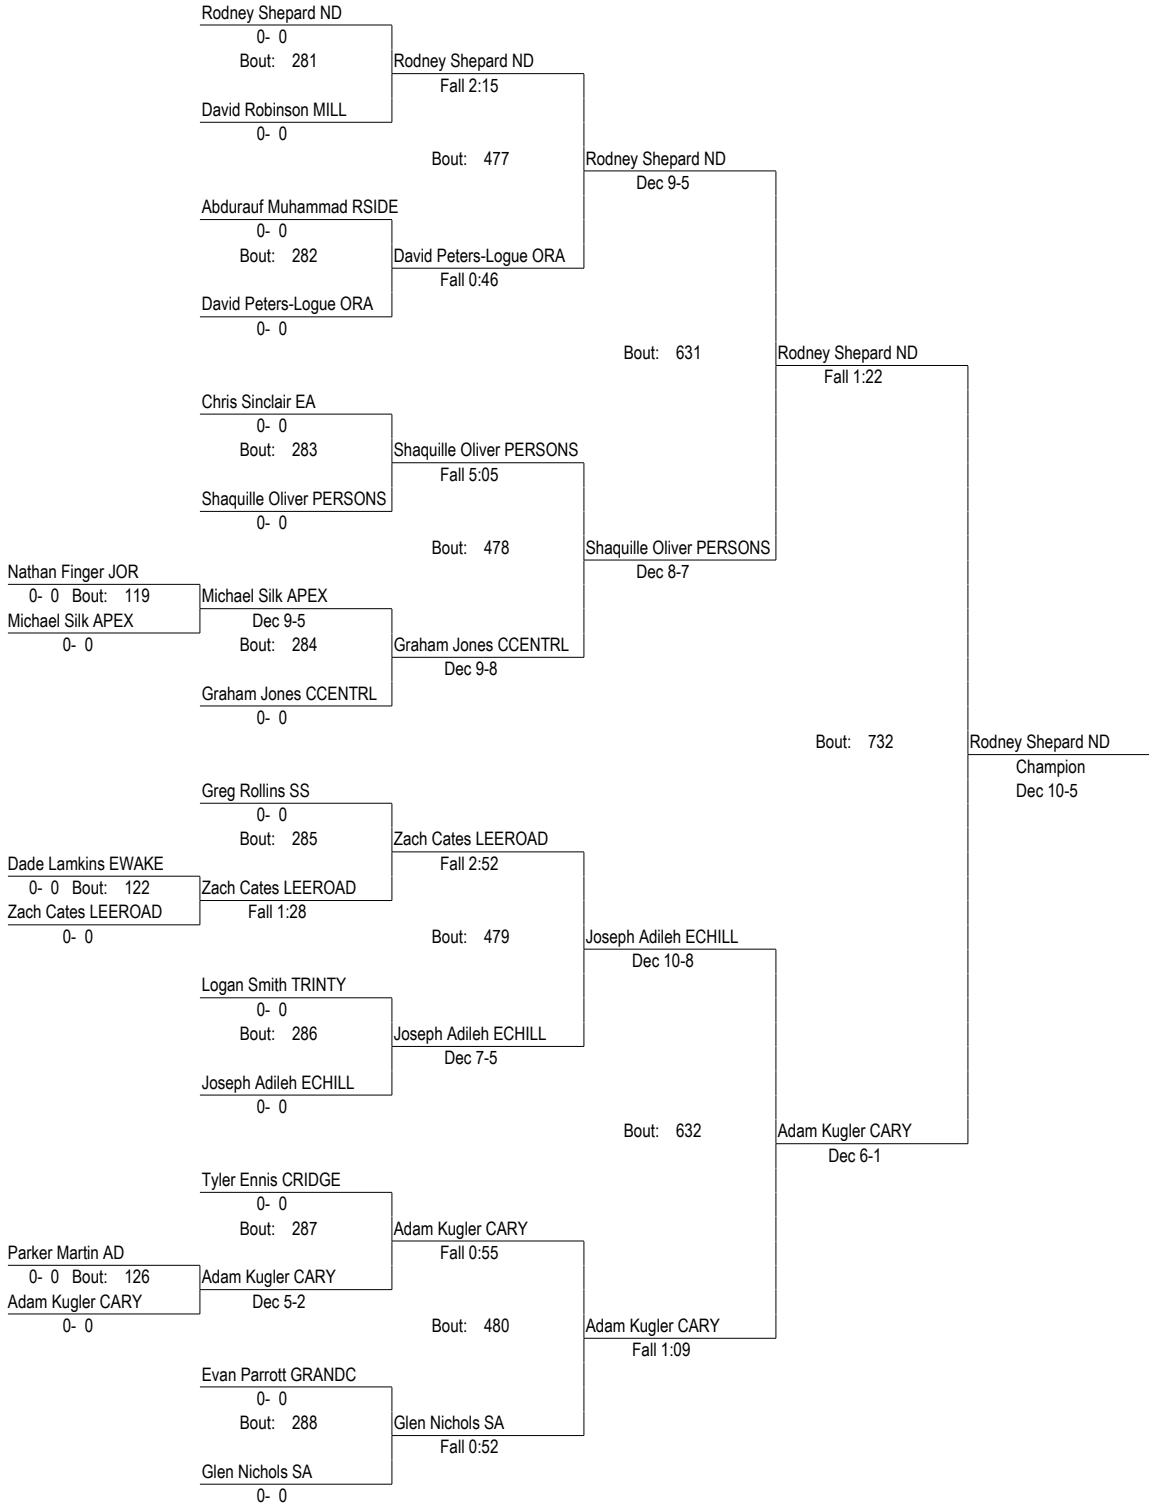 Rodney Shepard ND
0- 0
Bout: 281
Rodney Shepard ND
Fall 2:15
David Robinson MILL
0- 0
Bout: 477
Rodney Shepard ND
Dec 9-5
Abdurauf Muhammad RSIDE
0- 0
Bout: 282
David Peters-Logue ORA
Fall 0:46
David Peters-Logue ORA
0- 0
Bout: 631
Rodney Shepard ND
Fall 1:22
Chris Sinclair EA
0- 0
Bout: 283
Shaquille Oliver PERSONS
Fall 5:05
Shaquille Oliver PERSONS
0- 0
Bout: 478
Shaquille Oliver PERSONS
Dec 8-7
Nathan Finger JOR
0- 0 Bout: 119
Michael Silk APEX
Michael Silk APEX
Dec 9-5
0- 0
Bout: 284
Graham Jones CCENTRL
Dec 9-8
Graham Jones CCENTRL
0- 0
Bout: 732
Rodney Shepard ND
Champion
Dec 10-5
Greg Rollins SS
0- 0
Bout: 285
Zach Cates LEEROAD
Fall 2:52
Dade Lamkins EWAKE
0- 0 Bout: 122
Zach Cates LEEROAD
Zach Cates LEEROAD
Fall 1:28
0- 0
Bout: 479
Joseph Adileh ECHILL
Dec 10-8
Logan Smith TRINTY
0- 0
Bout: 286
Joseph Adileh ECHILL
Dec 7-5
Joseph Adileh ECHILL
0- 0
Bout: 632
Adam Kugler CARY
Dec 6-1
Tyler Ennis CRIDGE
0- 0
Bout: 287
Adam Kugler CARY
Fall 0:55
Parker Martin AD
0- 0 Bout: 126
Adam Kugler CARY
Adam Kugler CARY
Dec 5-2
0- 0
Bout: 480
Adam Kugler CARY
Fall 1:09
Evan Parrott GRANDC
0- 0
Bout: 288
Glen Nichols SA
Fall 0:52
Glen Nichols SA
0- 0